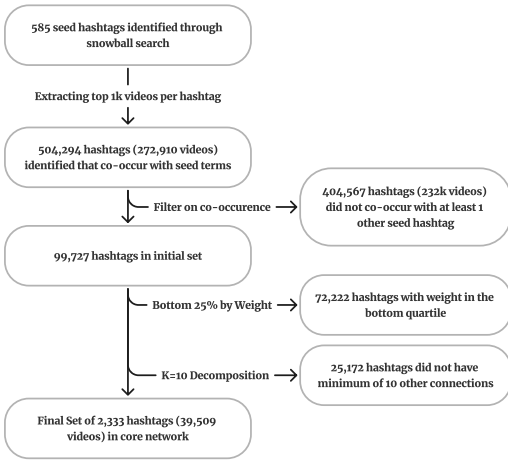 585 seed hashtags identified through
snowball search
Extracting top 1k videos per hashtag
504,294 hashtags (272,910 videos)
identified that co-occur with seed terms
Filter on co-occurence
404,567 hashtags (232k videos)
did not co-occur with at least 1
other seed hashtag
99,727 hashtags in initial set
Bottom 25% by Weight
72,222 hashtags with weight in the
bottom quartile
K=10 Decomposition
25,172 hashtags did not have
minimum of 10 other connections
Final Set of 2,333 hashtags (39,509
videos) in core network